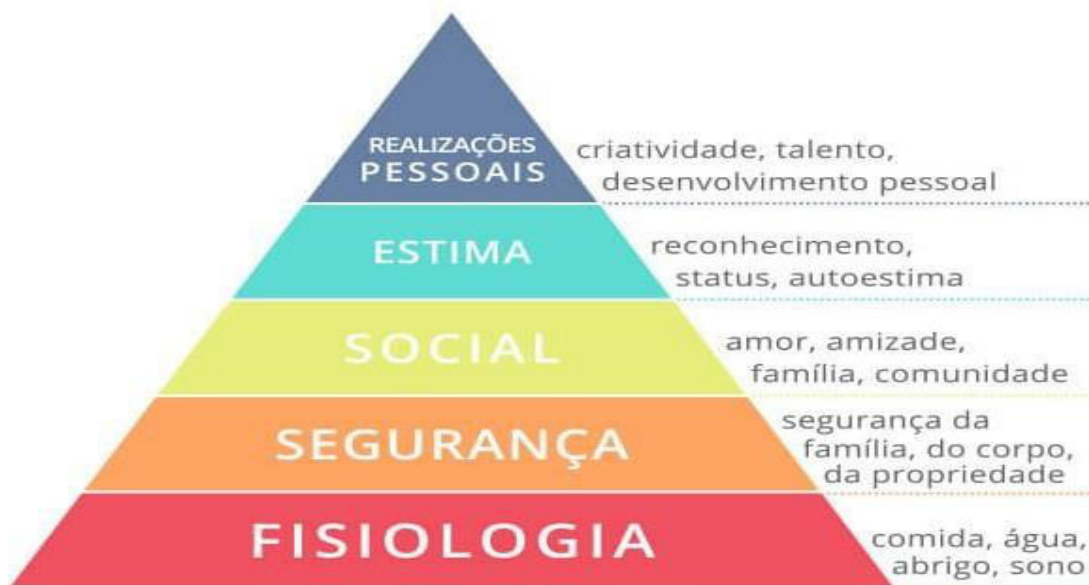 REALIZAÇÕES
PESSOAIS
criatividade, talento,
desenvolvimento pessoal
ESTIMA
reconhecimento,
status, autoestima
SOCIAL
amor, amizade,
família, comunidade
SEGURANÇA
segurança da
família, do corpo,
da propriedade
FISIOLOGIA
comida, água,
abrigo, sono